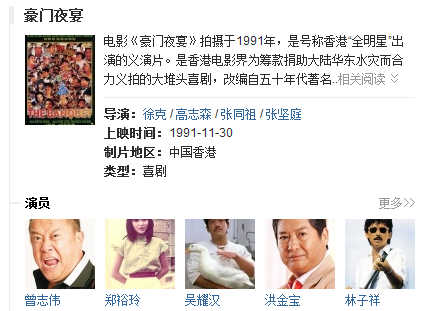 豪门夜宴
电影《豪门夜宴》拍摄于1991年，是号称香港“全明星”出
演的义演片。是香港电影界为筹款捐助大陆华东水灾而合
力义拍的大堆头喜剧，改编自五十年代著名..相关阅读
THE BANQUET
导演：徐克 / 高志森 / 张同祖 / 张坚庭
上映时间：1991-11-30
制片地区：中国香港
类型：喜剧
演员 更多>>
曾志伟 郑裕玲 吴耀汉 洪金宝 林子祥